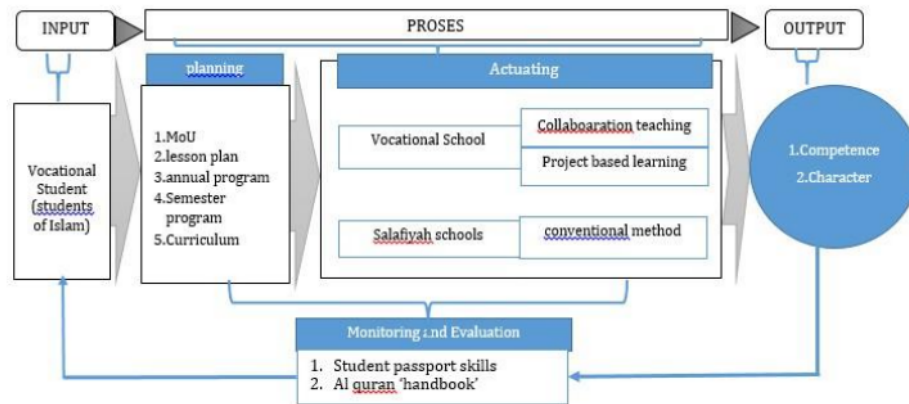 INPUT
PROSES
OUTPUT
planning
Actuating
Vocational
Student
(students
of Islam)
1.MoU
2.lesson plan
3.annual program
4.Semester
program
5.Curriculum
Vocational School
Collabaaration teaching
Project based learning
Salafiyah schools
conventional method
1.Competence
2.Character
Monitoring and Evaluation
1. Student passport skills
2. Al quran ‘handbook’